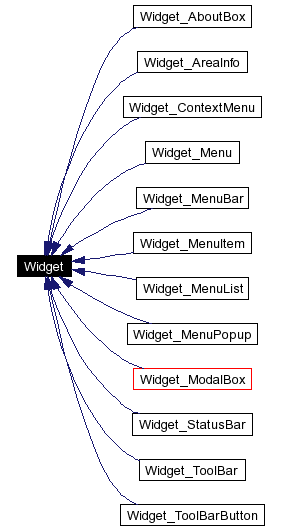 Widget_AboutBox
Widget_AreaInfo
Widget_ContextMenu
Widget_Menu
Widget_MenuBar
Widget_MenuItem
Widget
Widget_MenuList
Widget_MenuPopup
Widget_ModalBox
Widget_StatusBar
Widget_ToolBar
Widget_ToolBarButton